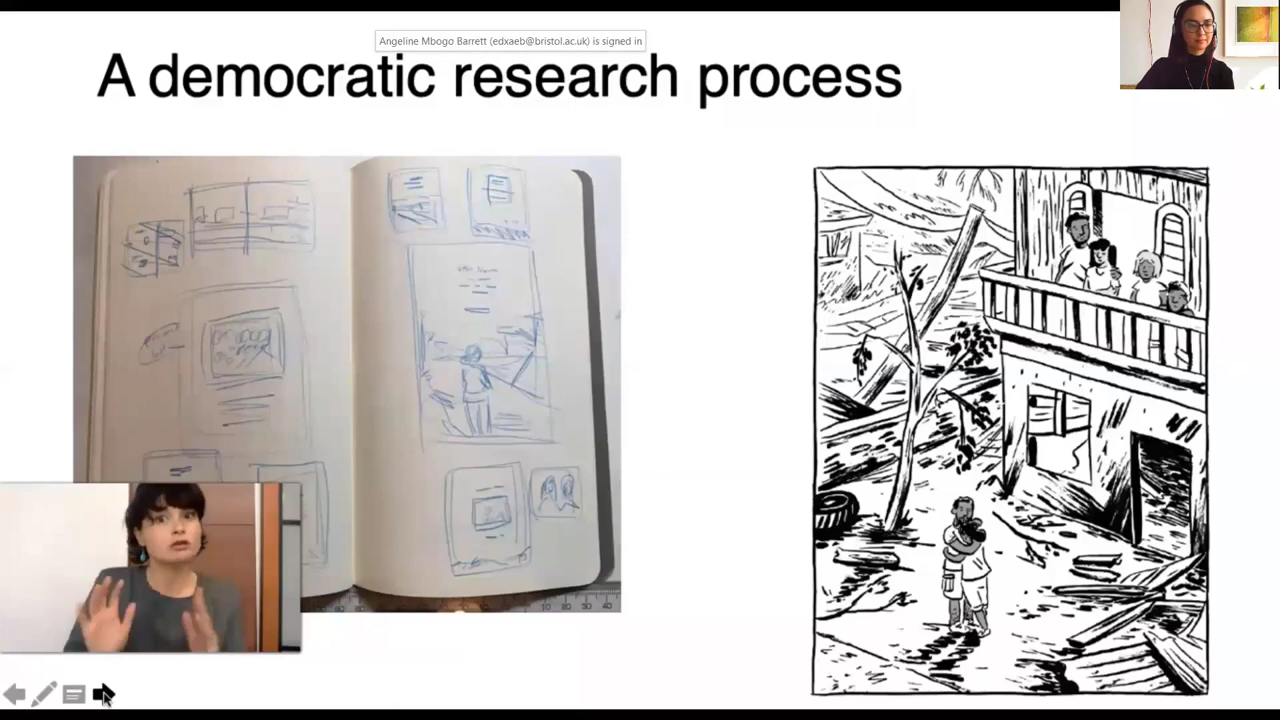 Angeline Mbogo Barrett (edxaeb@bristol.ac.uk) is signed in
A democratic research process